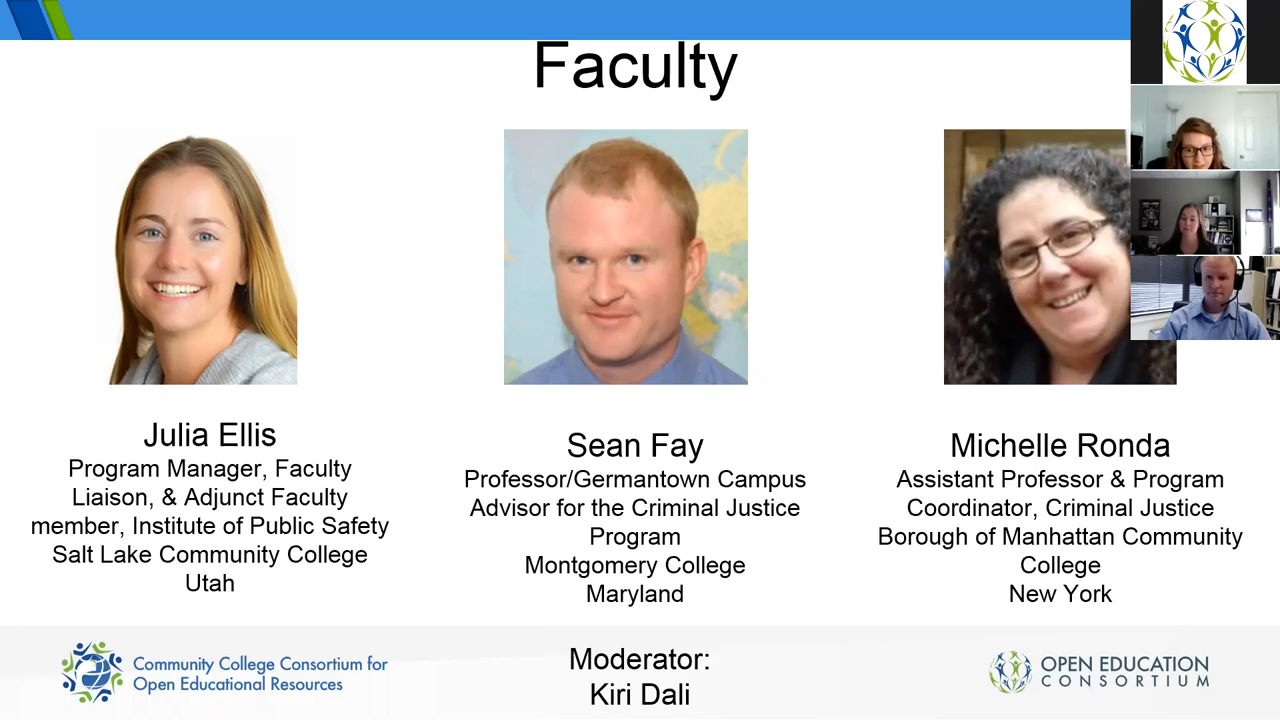 Faculty
Julia Ellis
Program Manager, Faculty
Liaison, & Adjunct Faculty
member, Institute of Public Safety
Salt Lake Community College
Utah
Sean Fay
Professor/Germantown Campus
Advisor for the Criminal Justice
Program
Montgomery College
Maryland
Michelle Ronda
Assistant Professor & Program
Coordinator, Criminal Justice
Borough of Manhattan Community
College
New York
Community College Consortium for
Open Educational Resources
Moderator:
Kiri Dali
OPEN EDUCATION
CONSORTIUM